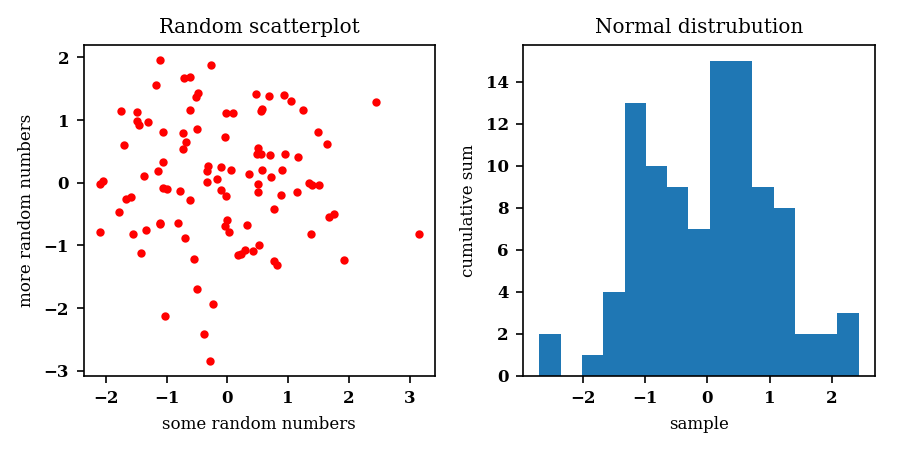 Random scatterplot
more random numbers
2
1
0
−1
−2
−3
−2 −1 0 1 2 3
some random numbers
Normal distrubution
cumulative sum
14
12
10
8
6
4
2
0
−2 −1 0 1 2
sample